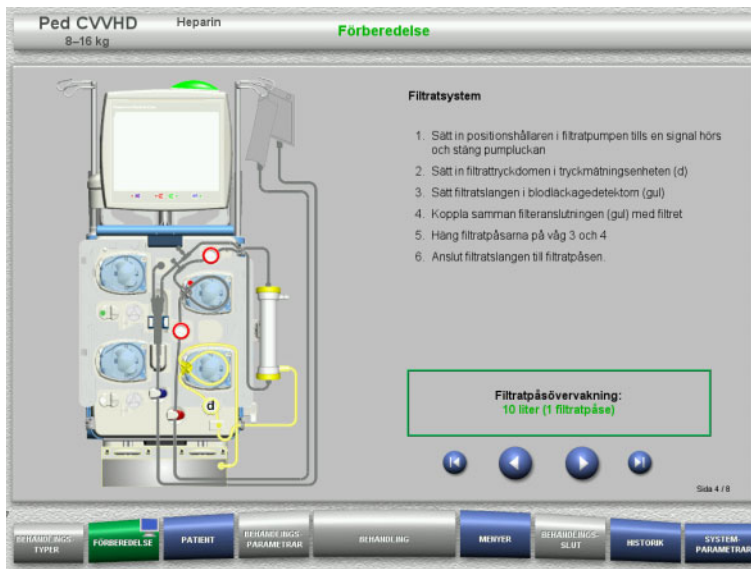 Ped CVVHD
Heparin
Förberedelse
8–16 kg
Filtratsystem
1. Sätt in positionshållaren i filtratpumpen tills en signal hörs
och stäng pumpluckan
2. Sätt in filtrattryckdomen i tryckmätningsenheten (d)
3. Sätt filtratslangen i blodläckagedetektorn (gul)
4. Koppla samman filteranslutningen (gul) med filtret
5. Häng filtratpåsarna på våg 3 och 4
6. Anslut filtratslangen till filtratpåsen.
d
Filtratpåsövervakning:
10 liter (1 filtratpåse)
Sida 4 / 8
BEHANDLINGS-
TYPER
FÖRBEREDELSE
PATIENT
BEHANDLINGS-
PARAMETRAR
BEHANDLING
MENYER
BEHANDLINGS-
SLUT
HISTORIK
SYSTEM-
PARAMETRAR